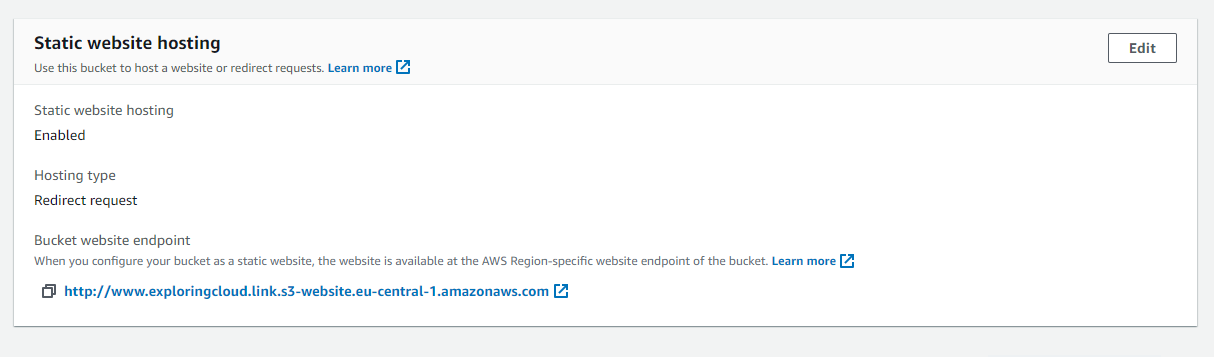 Static website hosting
Edit
Use this bucket to host a website or redirect requests. Learn more
Static website hosting
Enabled
Hosting type
Redirect request
Bucket website endpoint
When you configure your bucket as a static website, the website is available at the AWS Region-specific website endpoint of the bucket. Learn more
http://www.exploringcloud.link.s3-website.eu-central-1.amazonaws.com